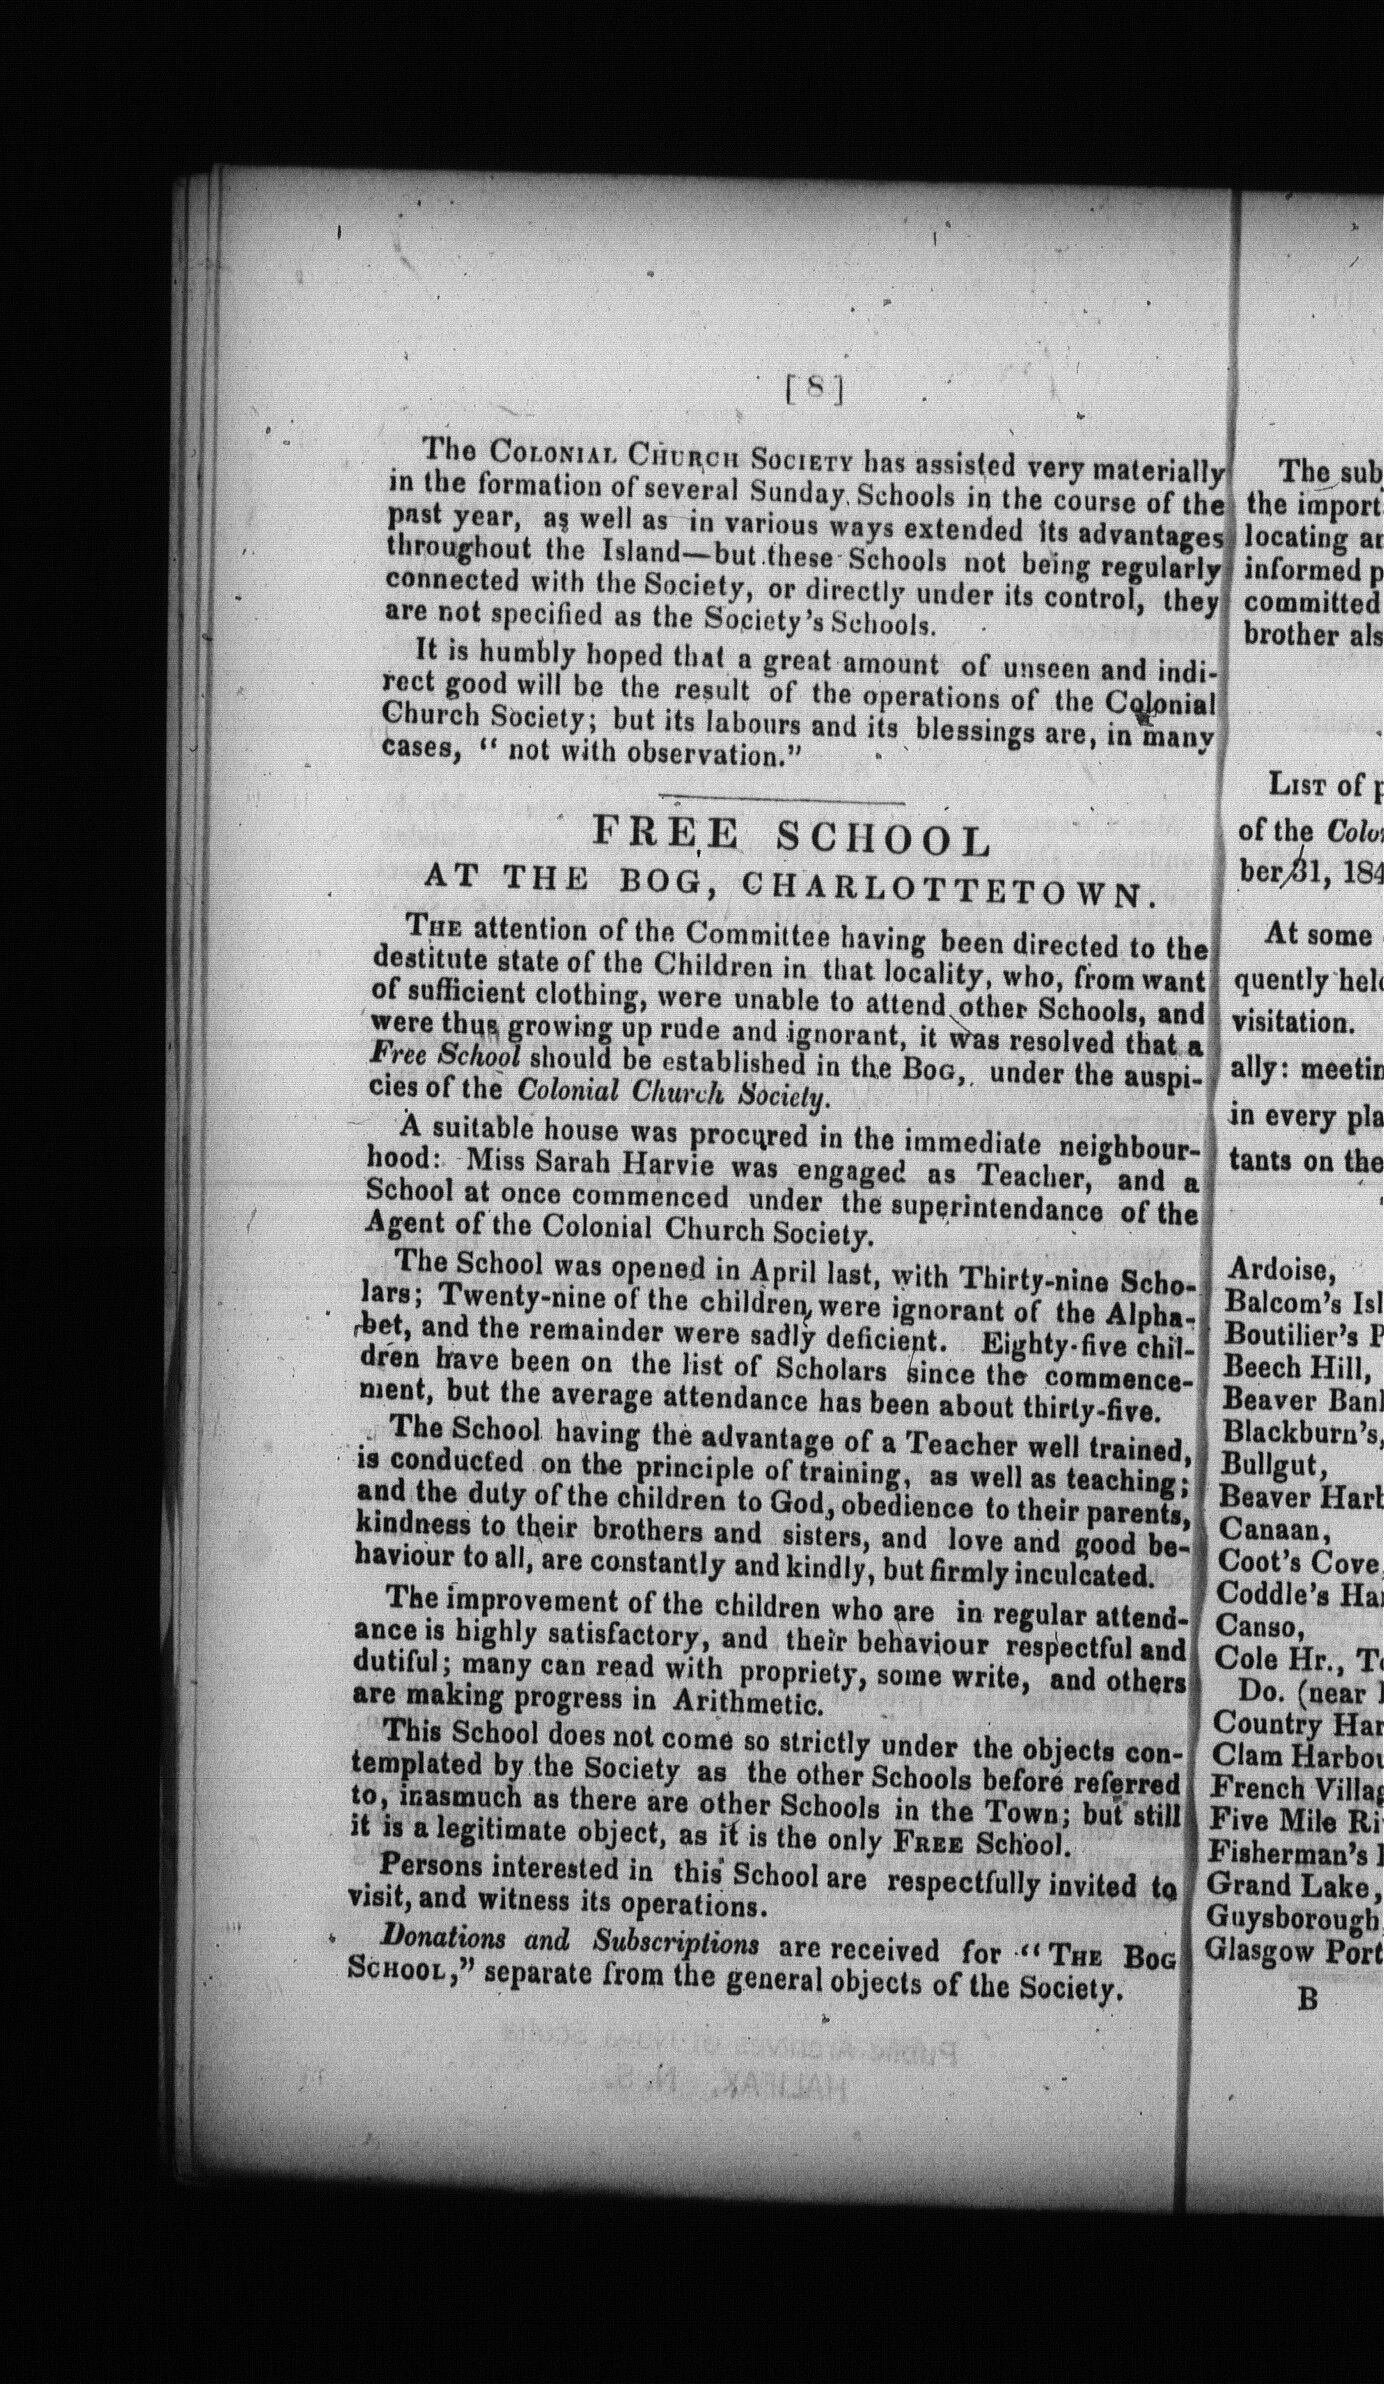 [ 8 ]
The COLONIAL CHURCH SOCIETY has assisted very materially
in the formation of several Sunday Schools in the course of the
past year, as well as in various ways extended its advantages
throughout the Island—but these Schools not being regularly
connected with the Society, or directly under its control, they
are not specified as the Society's Schools.
It is humbly hoped that a great amount of unseen and indi-
rect good will be the result of the operations of the Colonial
Church Society; but its labours and its blessings are, in many
cases, " not with observation."
FREE SCHOOL
AT THE BOG, CHARLOTTETOWN.
THE attention of the Committee having been directed to the
destitute state of the Children in that locality, who, from want
of sufficient clothing, were unable to attend other Schools, and
were thus growing up rude and ignorant, it was resolved that a
Free School should be established in the BOG, under the auspi-
cies of the Colonial Church Society.
A suitable house was procured in the immediate neighbour-
hood: Miss Sarah Harvie was engaged as Teacher, and a
School at once commenced under the superintendance of the
Agent of the Colonial Church Society.
The School was opened in April last, with Thirty-nine Scho-
lars; Twenty-nine of the children were ignorant of the Alpha-
bet, and the remainder were sadly deficient. Eighty-five chil-
dren have been on the list of Scholars since the commence-
ment, but the average attendance has been about thirty-five.
The School having the advantage of a Teacher well trained,
is conducted on the principle of training, as well as teaching;
and the duty of the children to God, obedience to their parents,
kindness to their brothers and sisters, and love and good be-
haviour to all, are constantly and kindly, but firmly inculcated.
The improvement of the children who are in regular attend-
ance is highly satisfactory, and their behaviour respectful and
dutiful; many can read with propriety, some write, and others
are making progress in Arithmetic.
This School does not come so strictly under the objects con-
templated by the Society as the other Schools before referred
to, inasmuch as there are other Schools in the Town; but still
it is a legitimate object, as it is the only FREE School.
Persons interested in this School are respectfully invited to
visit, and witness its operations.
Donations and Subscriptions are received for "THE BOG
SCHOOL," separate from the general objects of the Society.
The sub
the import
locating an
informed p
committed
brother als
LIST of p
of the Colo
ber 31, 184
At some
quently held
visitation.
ally: meetin
in every pla
tants on the
Ardoise,
Balcom's Isl
Boutilier's P
Beech Hill,
Beaver Bank
Blackburn's,
Bullgut,
Beaver Harb
Canaan,
Coot's Cove,
Coddle's Har
Canso,
Cole Hr., T
Do. (near
Country Har
Clam Harbou
French Villag
Five Mile Ri
Fisherman's
Grand Lake,
Guysborough
Glasgow Port
B